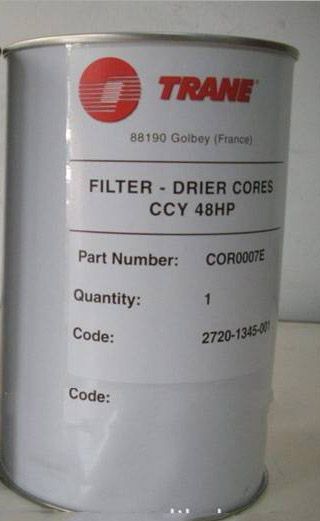 TRANE®
88190 Golbey (France)
FILTER - DRIER CORES
CCY 48HP
Part Number: COR0007E
Quantity: 1
Code: 2720-1345-001
Code: